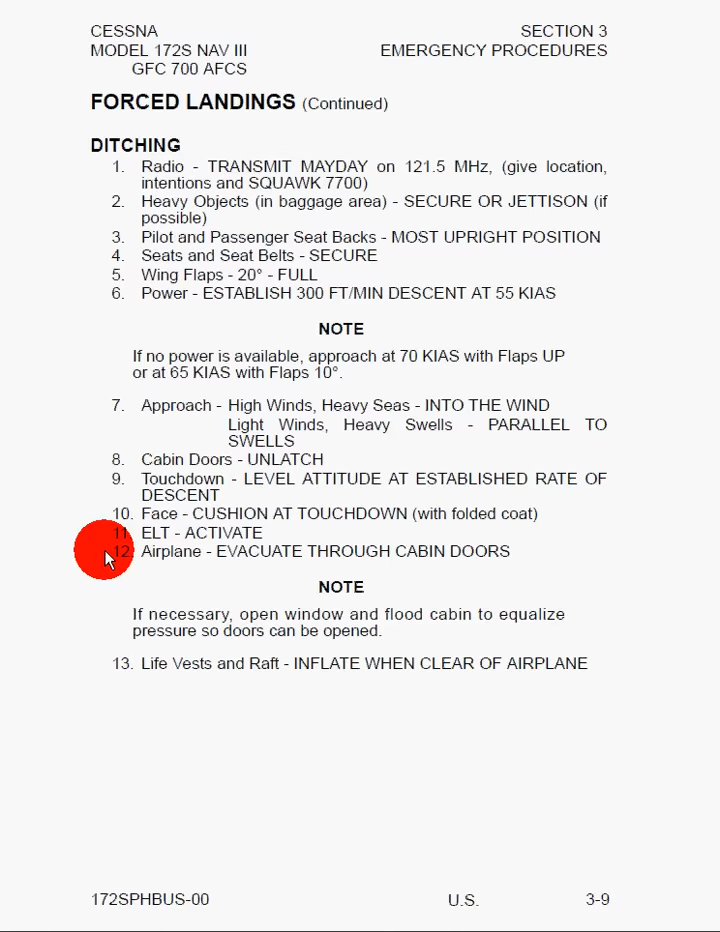 CESSNA
MODEL 172S NAV III
GFC 700 AFCS
SECTION 3
EMERGENCY PROCEDURES
FORCED LANDINGS (Continued)
DITCHING
1. Radio - TRANSMIT MAYDAY on 121.5 MHz, (give location,
intentions and SQUAWK 7700)
2. Heavy Objects (in baggage area) - SECURE OR JETTISON (if
possible)
3. Pilot and Passenger Seat Backs - MOST UPRIGHT POSITION
4. Seats and Seat Belts - SECURE
5. Wing Flaps - 20° - FULL
6. Power - ESTABLISH 300 FT/MIN DESCENT AT 55 KIAS
NOTE
If no power is available, approach at 70 KIAS with Flaps UP
or at 65 KIAS with Flaps 10°.
7. Approach - High Winds, Heavy Seas - INTO THE WIND
Light Winds, Heavy Swells - PARALLEL TO
SWELLS
8. Cabin Doors - UNLATCH
9. Touchdown - LEVEL ATTITUDE AT ESTABLISHED RATE OF
DESCENT
10. Face - CUSHION AT TOUCHDOWN (with folded coat)
11. ELT - ACTIVATE
12. Airplane - EVACUATE THROUGH CABIN DOORS
NOTE
If necessary, open window and flood cabin to equalize
pressure so doors can be opened.
13. Life Vests and Raft - INFLATE WHEN CLEAR OF AIRPLANE
172SPHBUS-00
U.S.
3-9